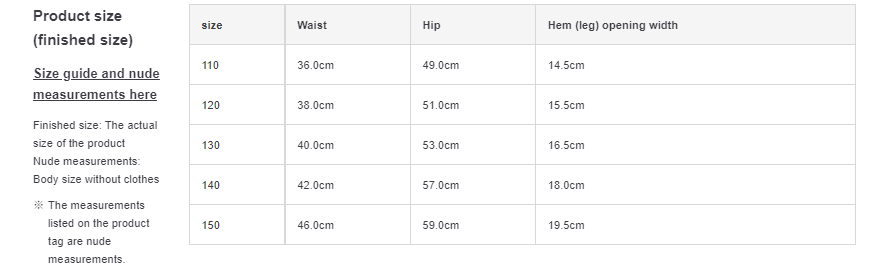 Product size
(finished size)
Size guide and nude
measurements here
Finished size: The actual
size of the product
Nude measurements:
Body size without clothes
※ The measurements
listed on the product
tag are nude
measurements.
size Waist Hip Hem (leg) opening width
110 36.0cm 49.0cm 14.5cm
120 38.0cm 51.0cm 15.5cm
130 40.0cm 53.0cm 16.5cm
140 42.0cm 57.0cm 18.0cm
150 46.0cm 59.0cm 19.5cm